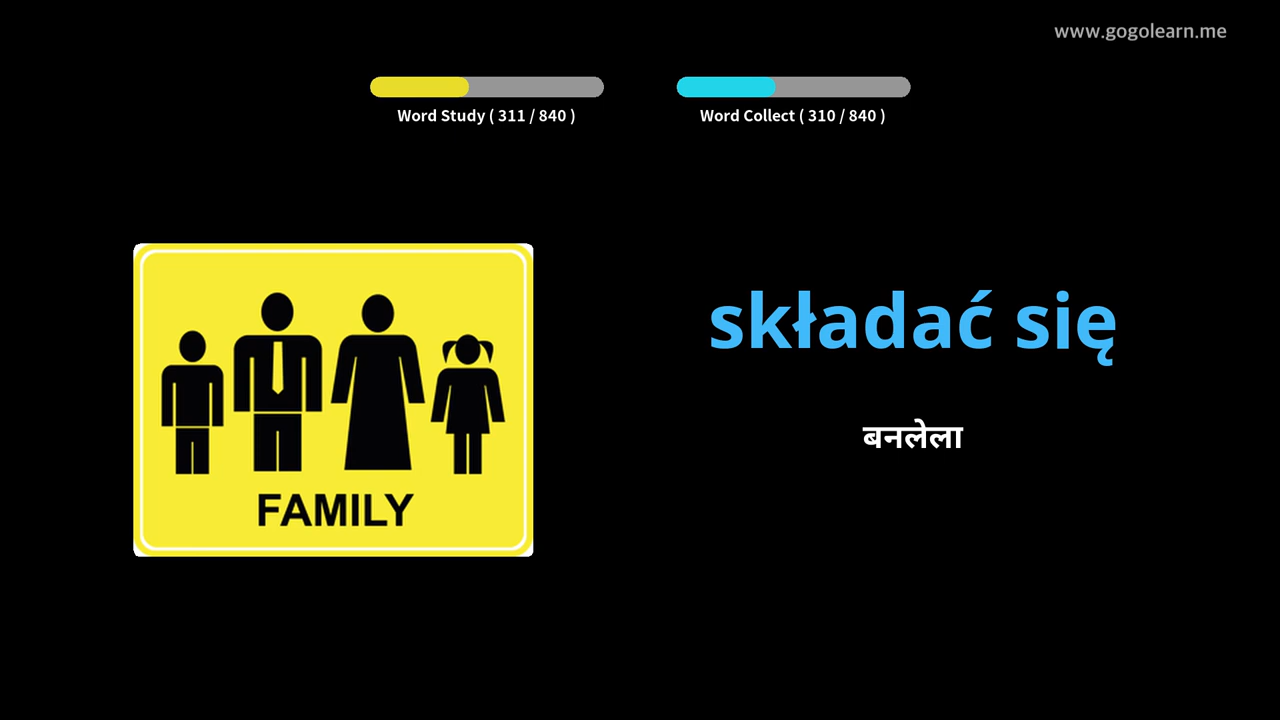 www.gogolearn.me
Word Study ( 311 / 840 )
Word Collect ( 310 / 840 )
składać się
बनलेला
FAMILY